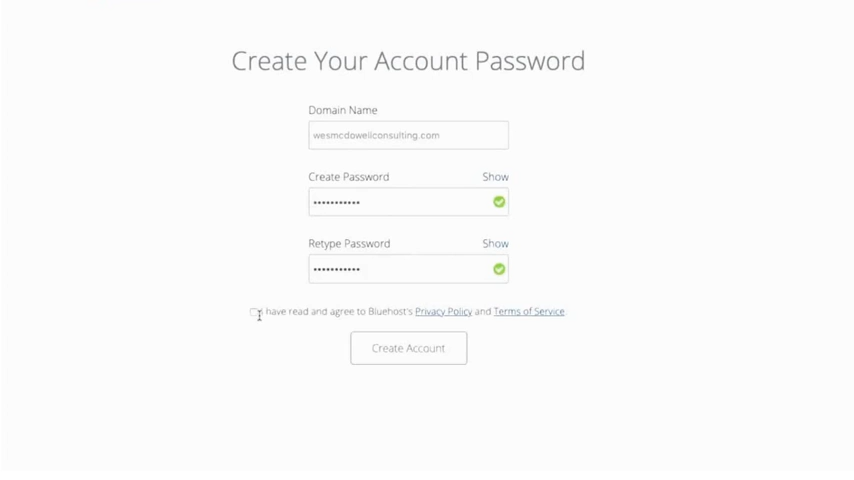 Create Your Account Password
Domain Name
wesmcdowellconsulting.com
Create Password Show
•••••••••••
Retype Password Show
•••••••••••
I have read and agree to Bluehost's Privacy Policy and Terms of Service.
Create Account